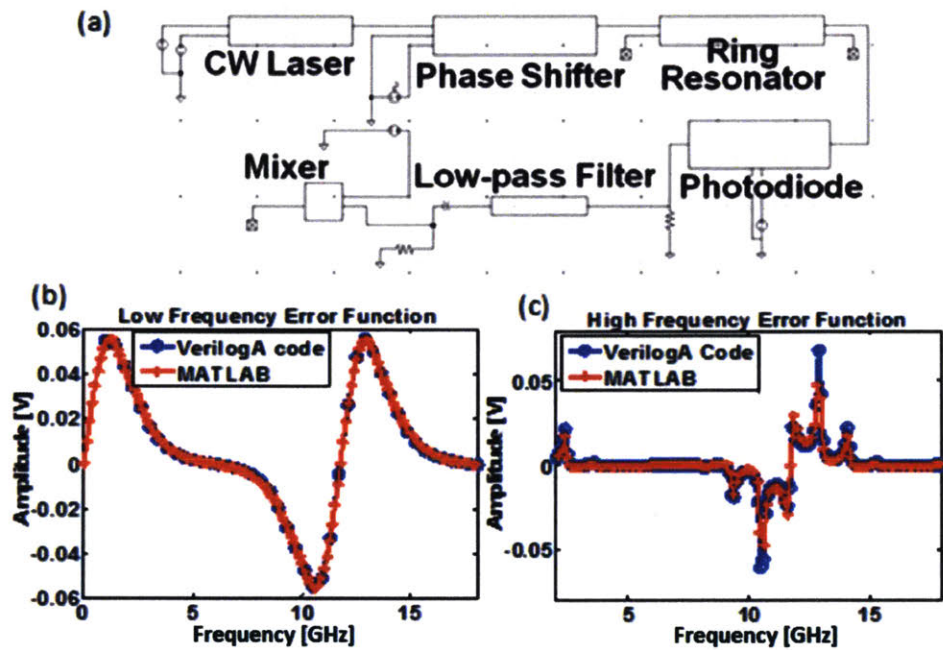 (a)
CW Laser
Phase Shifter
Ring
Resonator
Mixer
Low-pass Filter
Photodiode
(b)
Low Frequency Error Function
VerilogA code
MATLAB
Amplitude [V]
0.06
0.04
0.02
0
-0.02
-0.04
-0.06
0
5
10
15
Frequency [GHz]
(c)
High Frequency Error Function
VerilogA Code
MATLAB
Amplitude [V]
0.05
0
-0.05
5
10
15
Frequency [GHz]